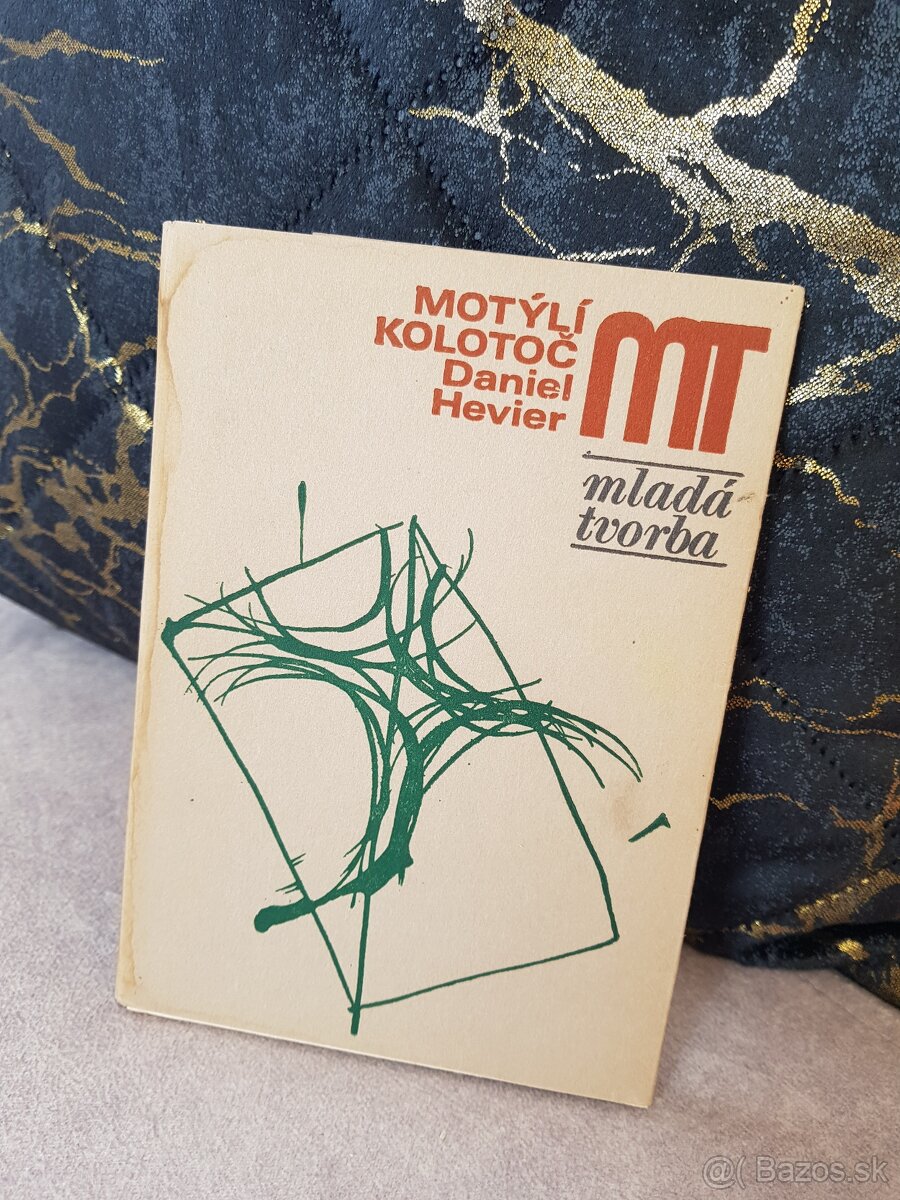 MOTÝLÍ
KOLOTOČ
Daniel
Hevier
MT
mladá
tvorba
@( Bazos.sk